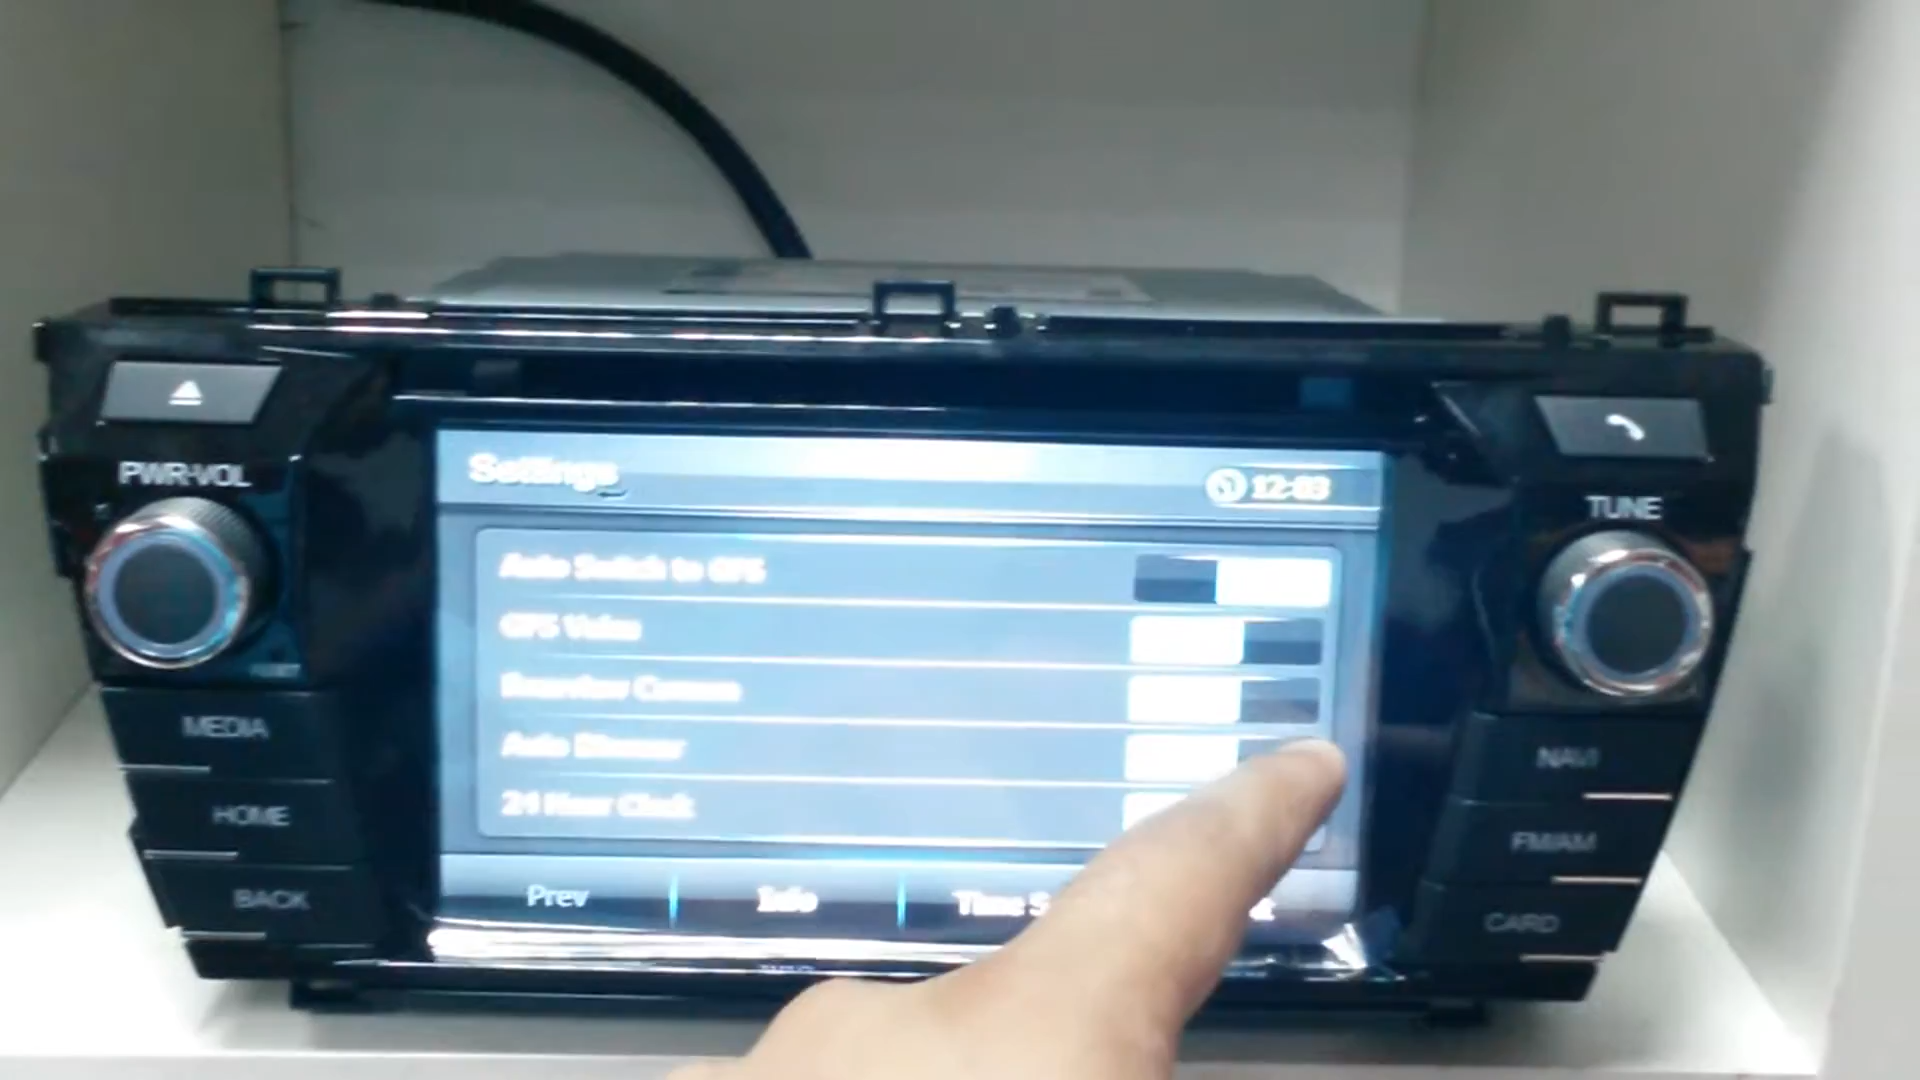 PWR·VOL
TUNE
Settings
12:03
Auto Switch to GPS
GPS Voice
Rearview Camera
Auto Dimmer
24 Hour Clock
Prev
Info
Time
MEDIA
HOME
BACK
NAVI
FM/AM
CARD